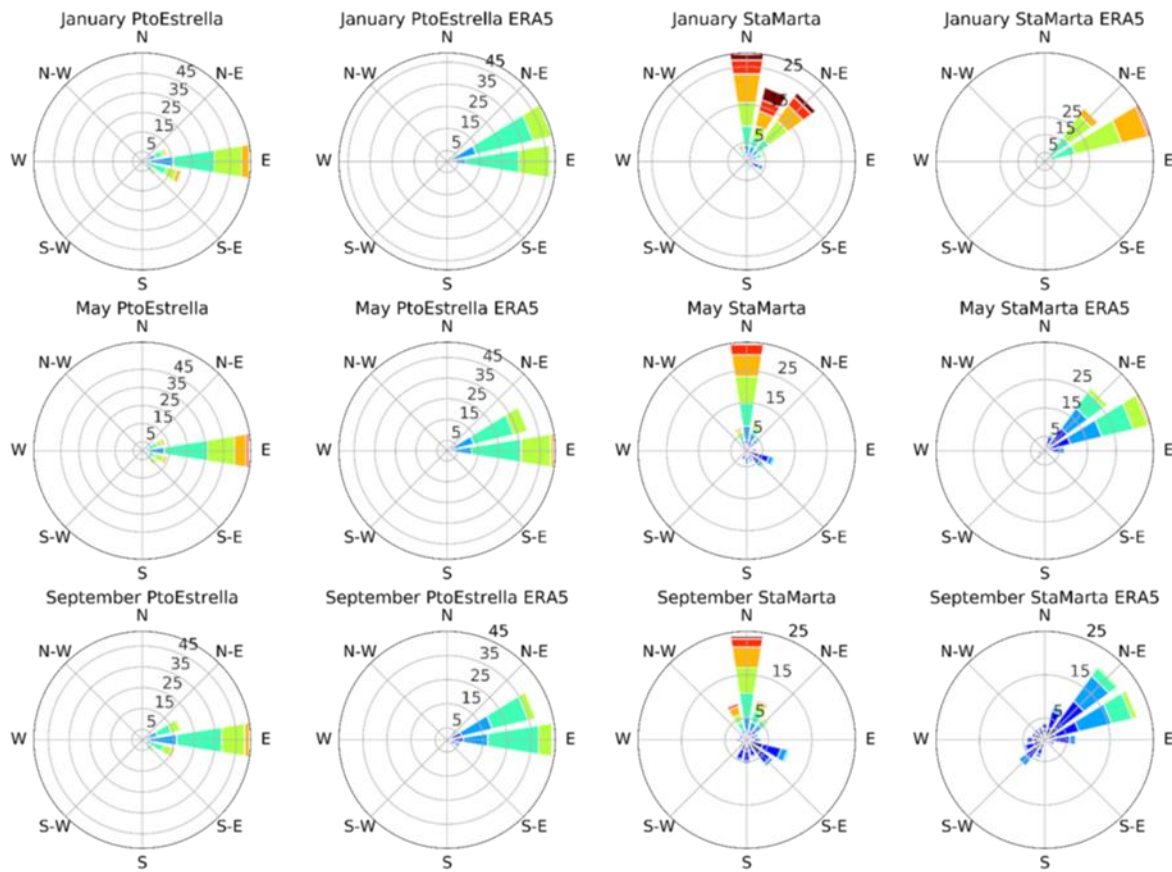 January PtoEstrella
N
N-W
N-E
45
35
25
15
5
W
E
S-W
S-E
S
January PtoEstrella ERA5
N
N-W
N-E
45
35
25
15
5
W
E
S-W
S-E
S
January StaMarta
N
N-W
N-E
25
5
W
E
S-W
S-E
S
January StaMarta ERA5
N
N-W
N-E
25
15
5
W
E
S-W
S-E
S
May PtoEstrella
N
N-W
N-E
45
35
25
15
5
W
E
S-W
S-E
S
May PtoEstrella ERA5
N
N-W
N-E
45
35
25
15
5
W
E
S-W
S-E
S
May StaMarta
N
N-W
N-E
25
15
5
W
E
S-W
S-E
S
May StaMarta ERA5
N
N-W
N-E
25
15
5
W
E
S-W
S-E
S
September PtoEstrella
N
N-W
N-E
45
35
25
15
5
W
E
S-W
S-E
S
September PtoEstrella ERA5
N
45
N-W
N-E
35
25
15
5
W
E
S-W
S-E
S
September StaMarta
N
25
N-W
N-E
15
5
W
E
S-W
S-E
S
September StaMarta ERA5
N
25
N-W
N-E
15
5
W
E
S-W
S-E
S